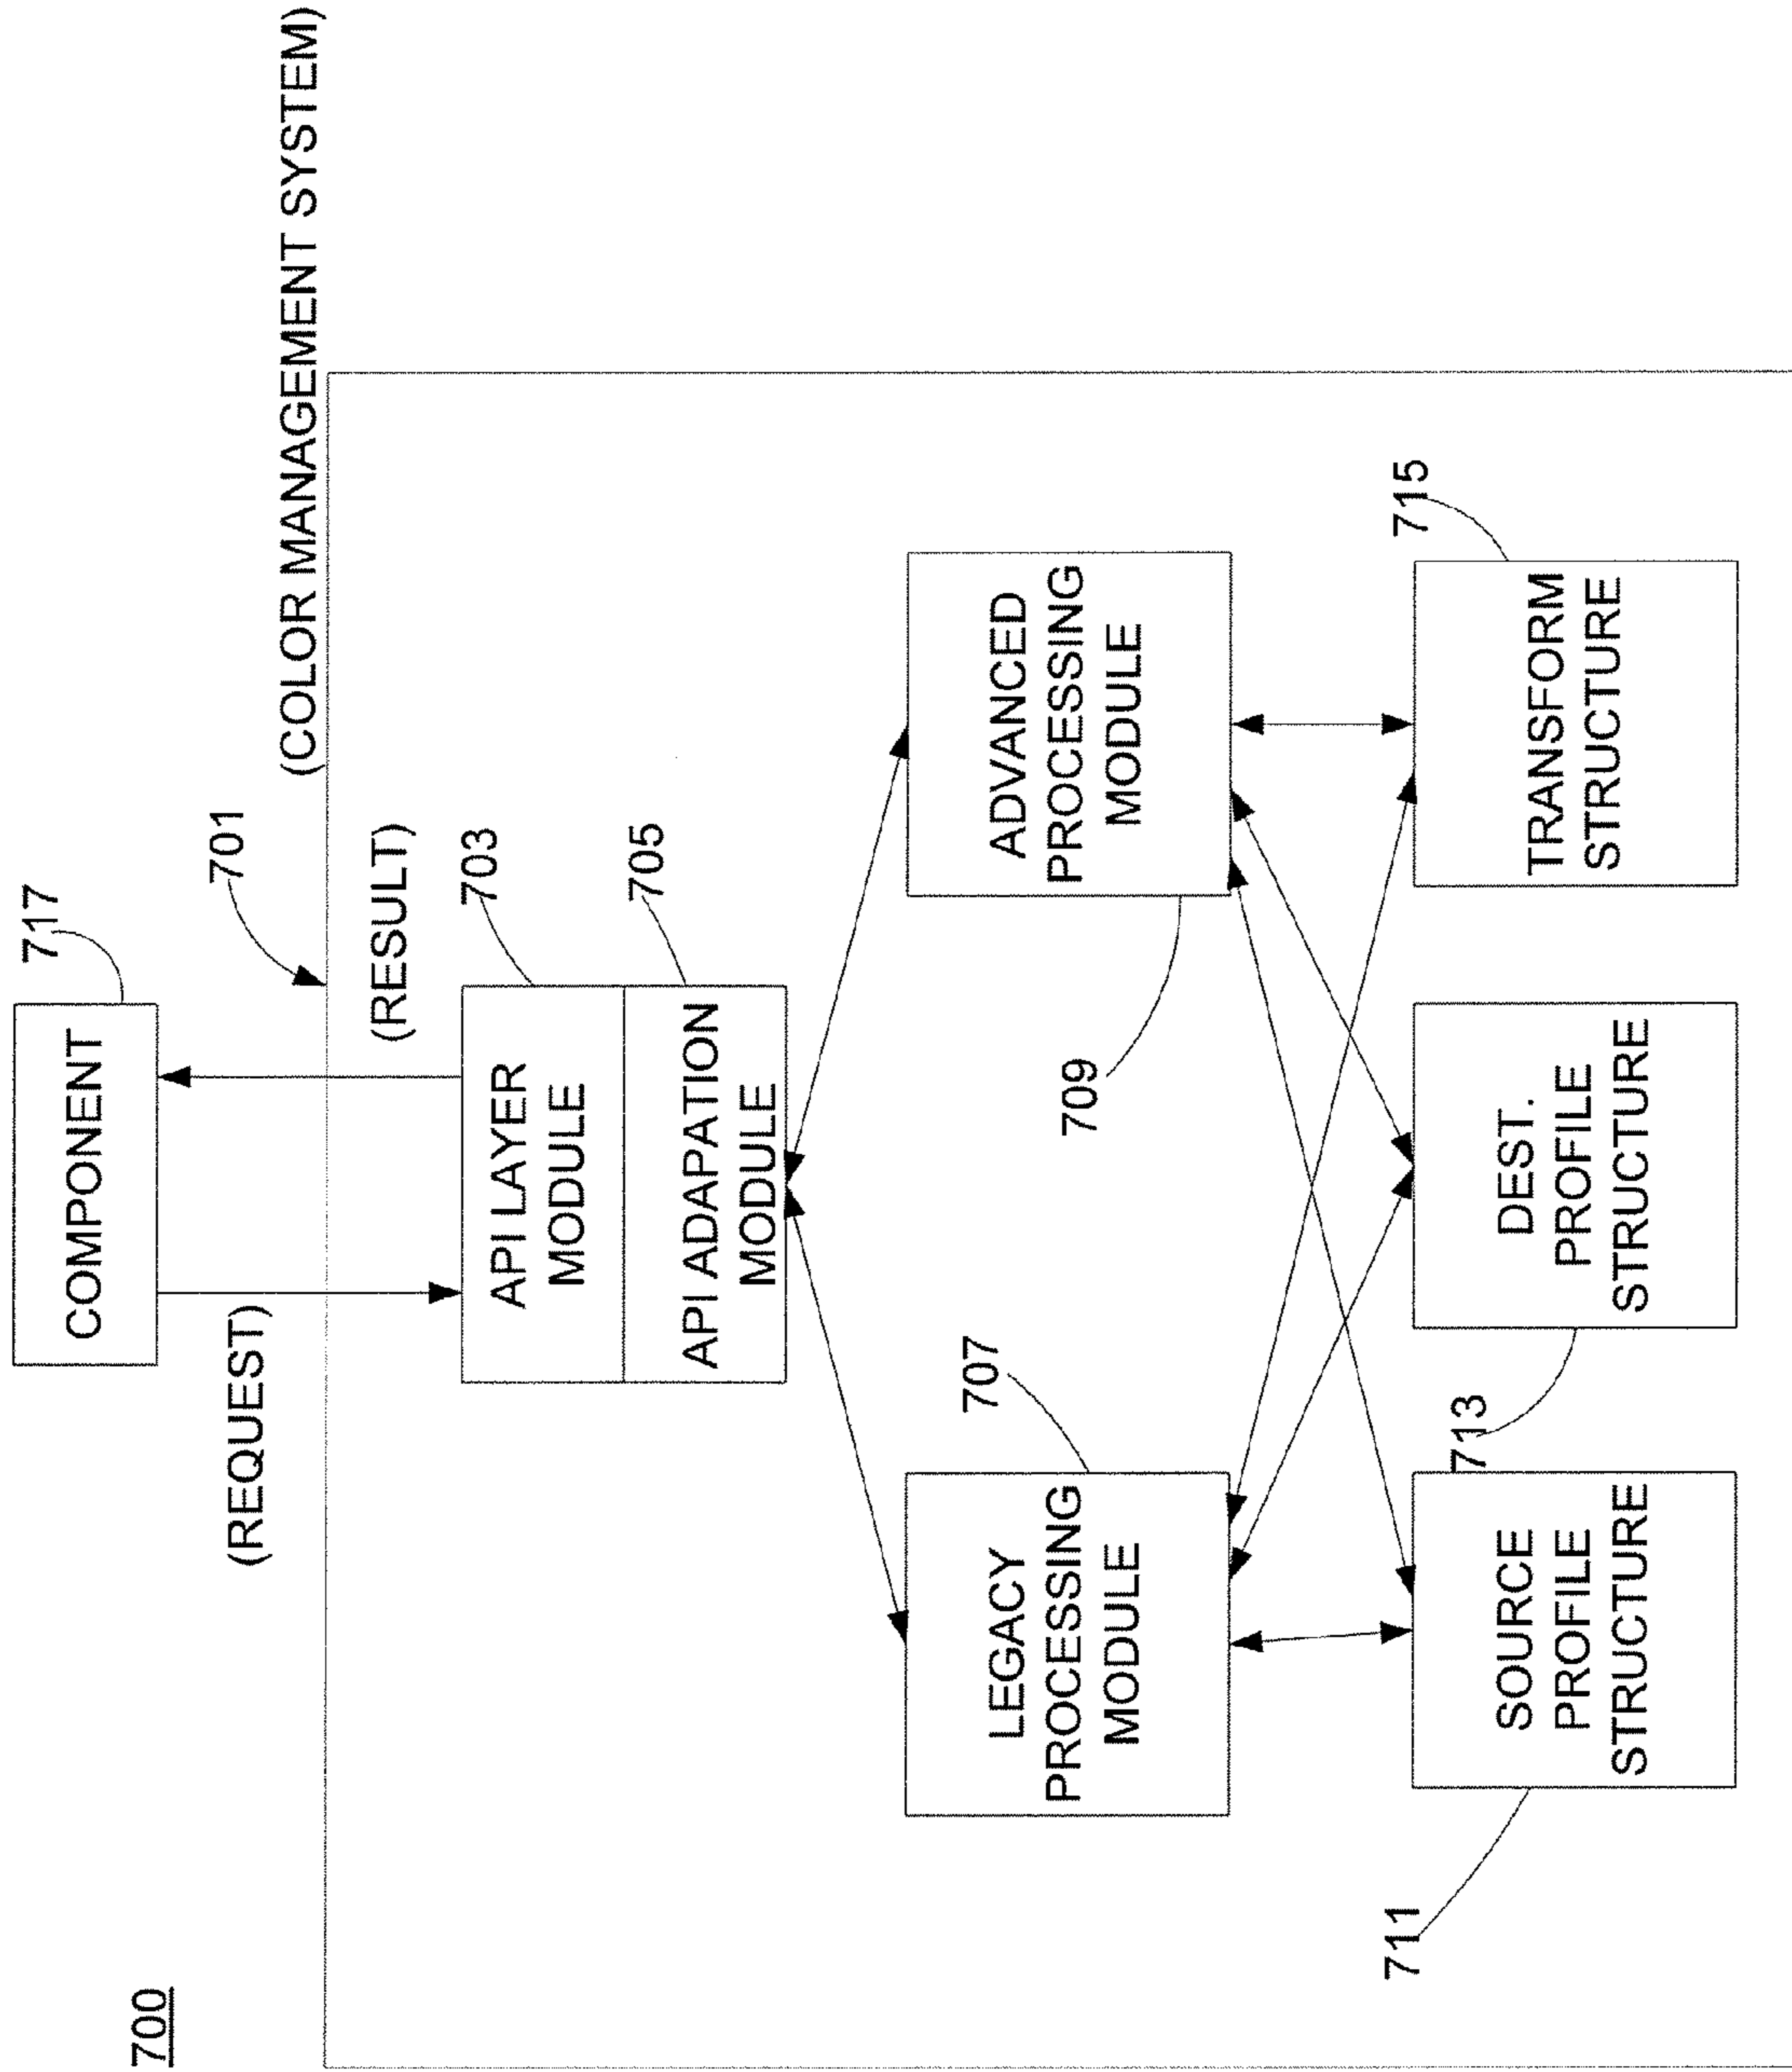 700
COMPONENT
717
(REQUEST)
(RESULT)
701
(COLOR MANAGEMENT SYSTEM)
API LAYER
MODULE
703
API ADAPATION
MODULE
705
LEGACY
PROCESSING
MODULE
707
ADVANCED
PROCESSING
MODULE
709
SOURCE
PROFILE
STRUCTURE
711
DEST.
PROFILE
STRUCTURE
713
TRANSFORM
STRUCTURE
715